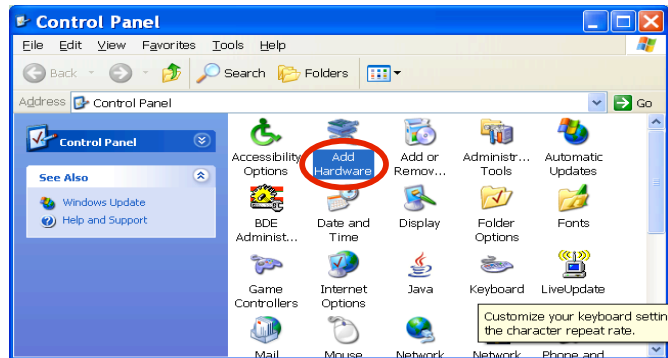 Control Panel
File Edit View Favorites Tools Help
Back Search Folders
Address Control Panel Go
Control Panel
See Also
Windows Update
Help and Support
Accessibility Options
Add Hardware
Add or Remov...
Administr... Tools
Automatic Updates
BDE Administ...
Date and Time
Display
Folder Options
Fonts
Game Controllers
Internet Options
Java
Keyboard
LiveUpdate
Customize your keyboard settin
the character repeat rate.
Mail
Mouse
Network
Network
Phone and